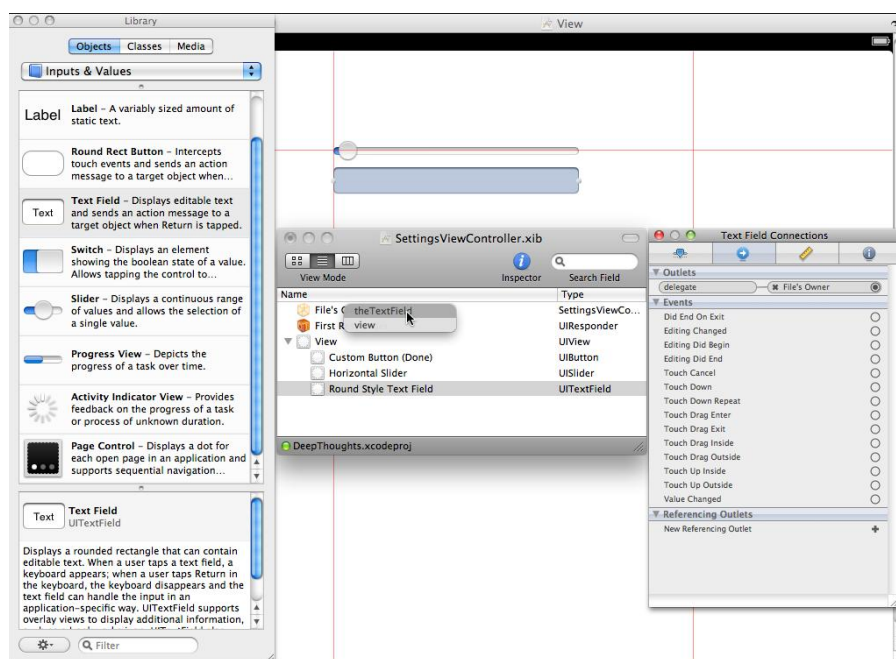 Library
Objects Classes Media
Inputs & Values
Label
Label – A variably sized amount of
static text.
Round Rect Button – Intercepts
touch events and sends an action
message to a target object when...
Text
Text Field – Displays editable text
and sends an action message to a
target object when Return is tapped.
Switch – Displays an element
showing the boolean state of a value.
Allows tapping the control to...
Slider – Displays a continuous range
of values and allows the selection of
a single value.
Progress View – Depicts the
progress of a task over time.
Activity Indicator View – Provides
feedback on the progress of a task
or process of unknown duration.
Page Control – Displays a dot for
each open page in an application and
supports sequential navigation...
Text
Text Field
UITextField
Displays a rounded rectangle that can contain
editable text. When a user taps a text field, a
keyboard appears; when a user taps Return in
the keyboard, the keyboard disappears and the
text field can handle the input in an
application-specific way. UITextField supports
overlay views to display additional information,
Filter
View
SettingsViewController.xib
View Mode Inspector Search Field
Name Type
File's SettingsViewCo...
theTextField
First R UIResponder
view
View UIView
Custom Button (Done) UIButton
Horizontal Slider UISlider
Round Style Text Field UITextField
DeepThoughts.xcodeproj
Text Field Connections
Outlets
delegate File's Owner
Events
Did End On Exit
Editing Changed
Editing Did Begin
Editing Did End
Touch Cancel
Touch Down
Touch Down Repeat
Touch Drag Enter
Touch Drag Exit
Touch Drag Inside
Touch Drag Outside
Touch Up Inside
Touch Up Outside
Value Changed
Referencing Outlets
New Referencing Outlet